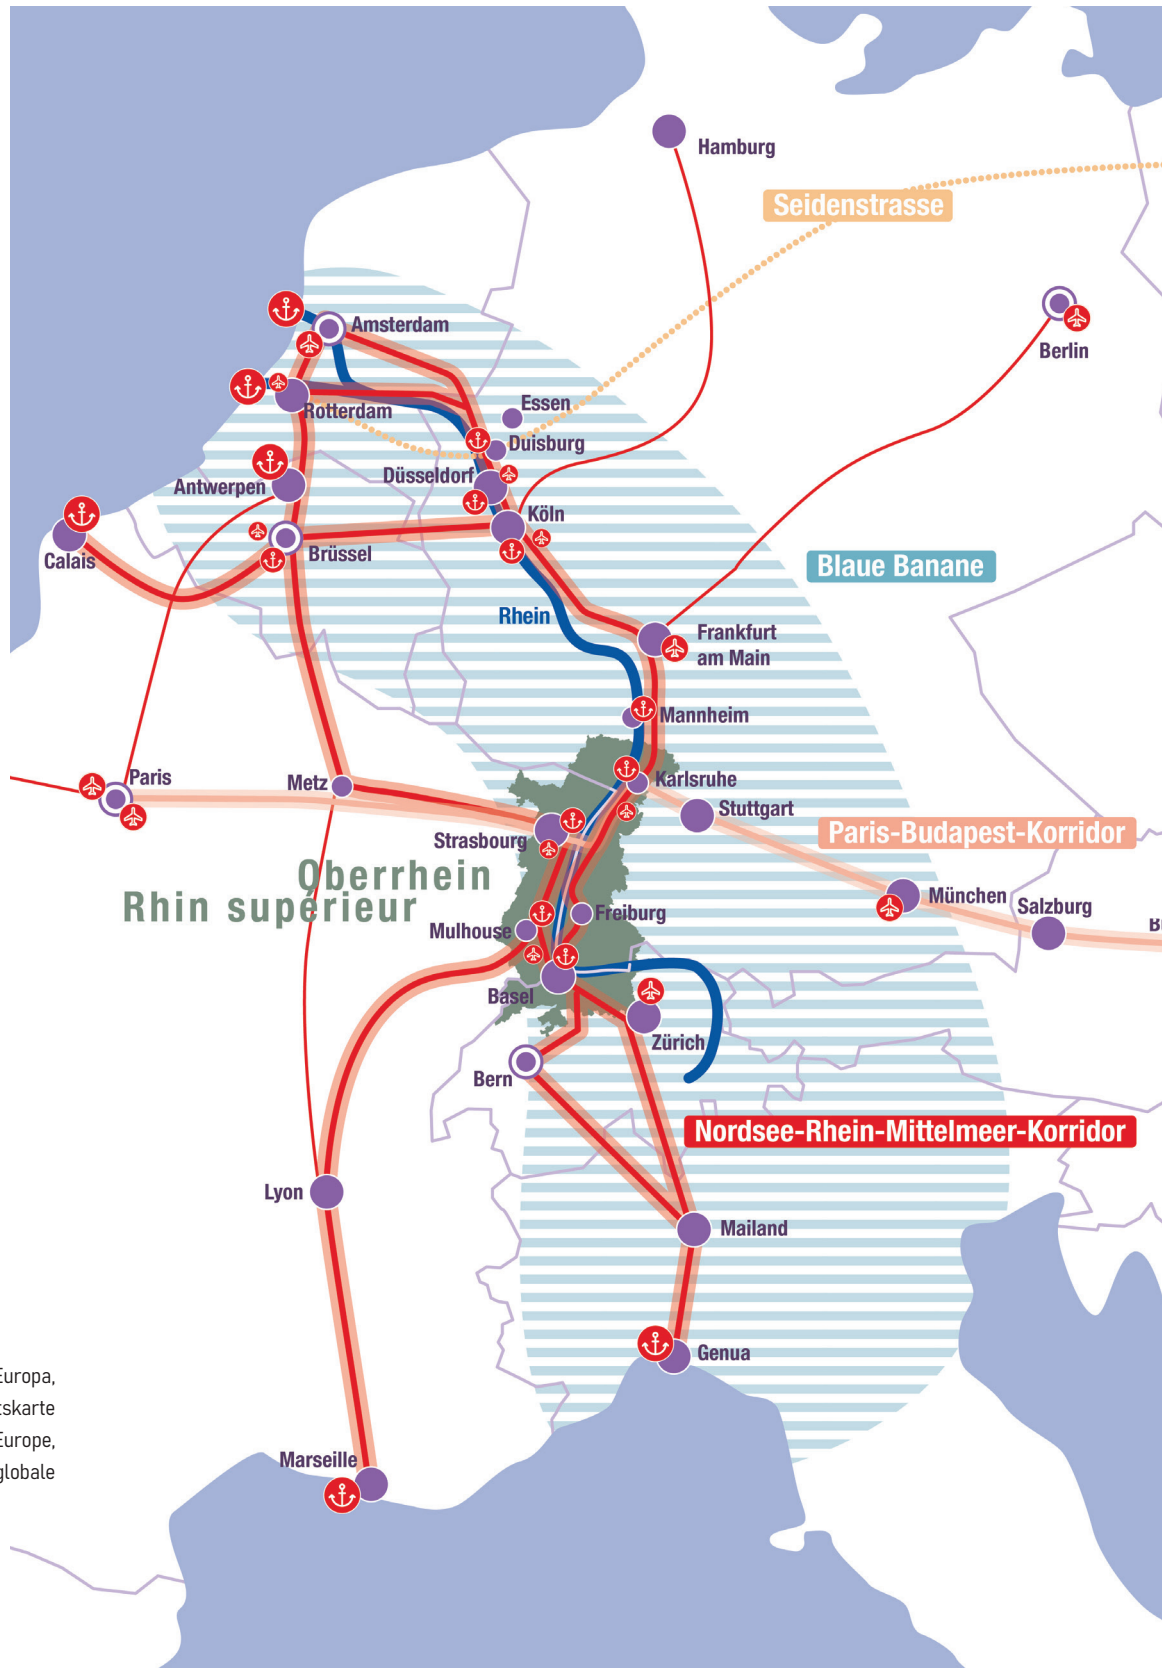 Hamburg
Seidenstrasse
Amsterdam
Berlin
Rotterdam
Essen
Duisburg
Düsseldorf
Antwerpen
Köln
Calais
Brüssel
Blaue Banane
Rhein
Frankfurt
am Main
Mannheim
Paris
Metz
Karlsruhe
Stuttgart
Strasbourg
Paris-Budapest-Korridor
Oberrhein
Rhin supérieur
München
Salzburg
Freiburg
Mulhouse
Basel
Zürich
Bern
Nordsee-Rhein-Mittelmeer-Korridor
Lyon
Mailand
Genua
Europa,
tskarte
Europe,
globale
Marseille